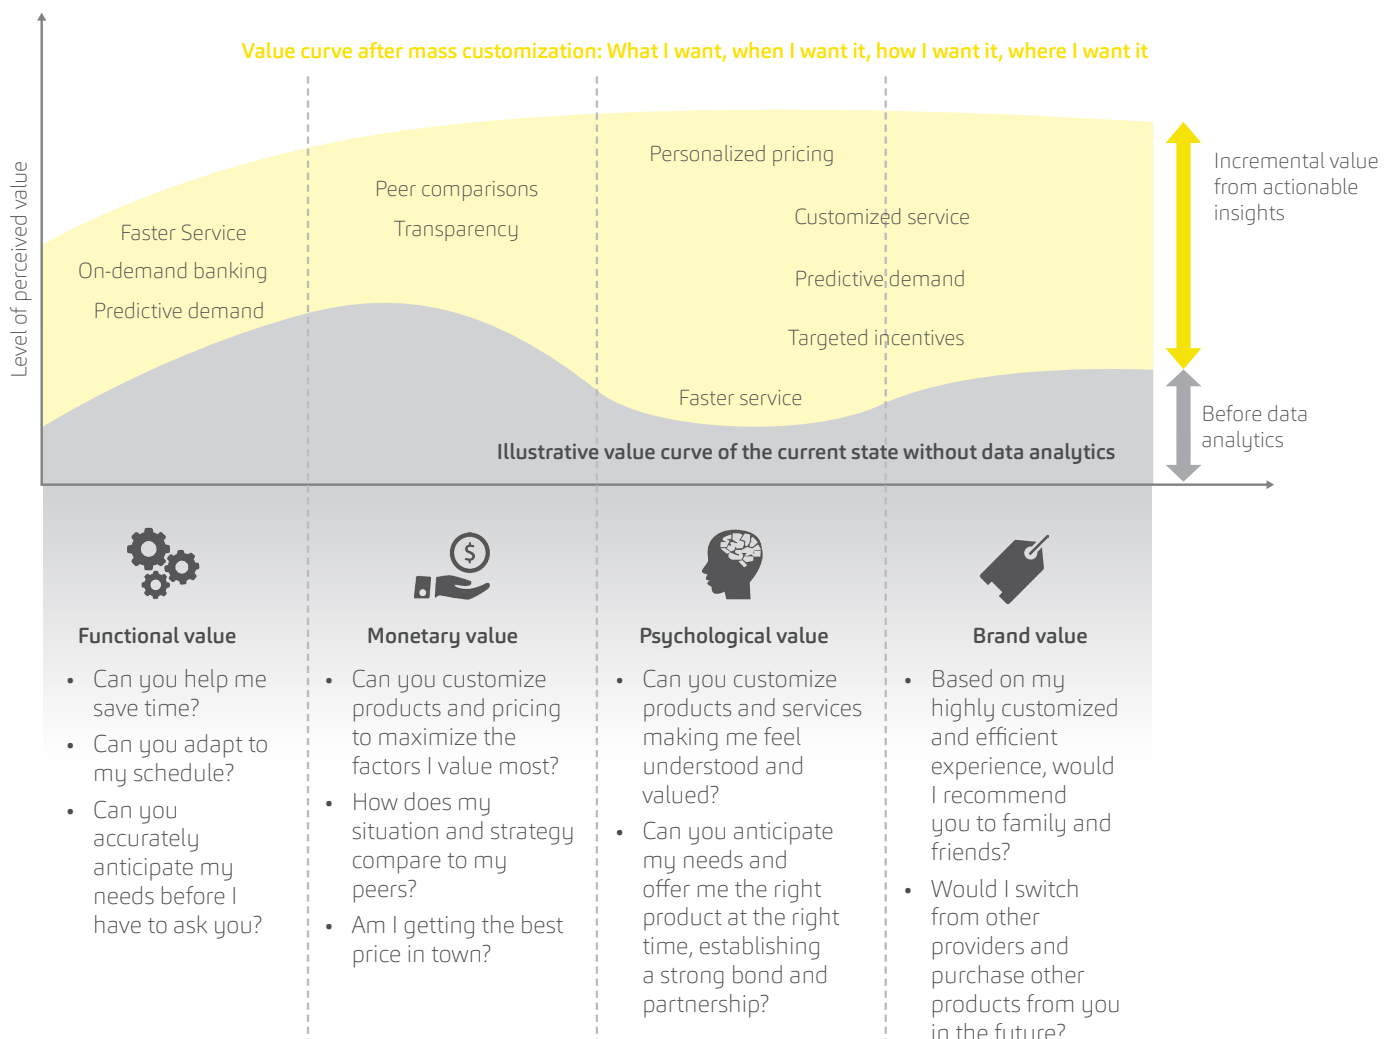 Value curve after mass customization: What I want, when I want it, how I want it, where I want it
Level of perceived value
Faster Service
On-demand banking
Predictive demand
Peer comparisons
Transparency
Personalized pricing
Customized service
Predictive demand
Targeted incentives
Faster service
Illustrative value curve of the current state without data analytics
Incremental value
from actionable
insights
Before data
analytics
$
Functional value
• Can you help me
save time?
• Can you adapt to
my schedule?
• Can you
accurately
anticipate my
needs before I
have to ask you?
Monetary value
• Can you customize
products and pricing
to maximize the
factors I value most?
• How does my
situation and strategy
compare to my
peers?
• Am I getting the best
price in town?
Psychological value
• Can you customize
products and services
making me feel
understood and
valued?
• Can you anticipate
my needs and
offer me the right
product at the right
time, establishing
a strong bond and
partnership?
Brand value
• Based on my
highly customized
and efficient
experience, would
I recommend
you to family and
friends?
• Would I switch
from other
providers and
purchase other
products from you
in the future?